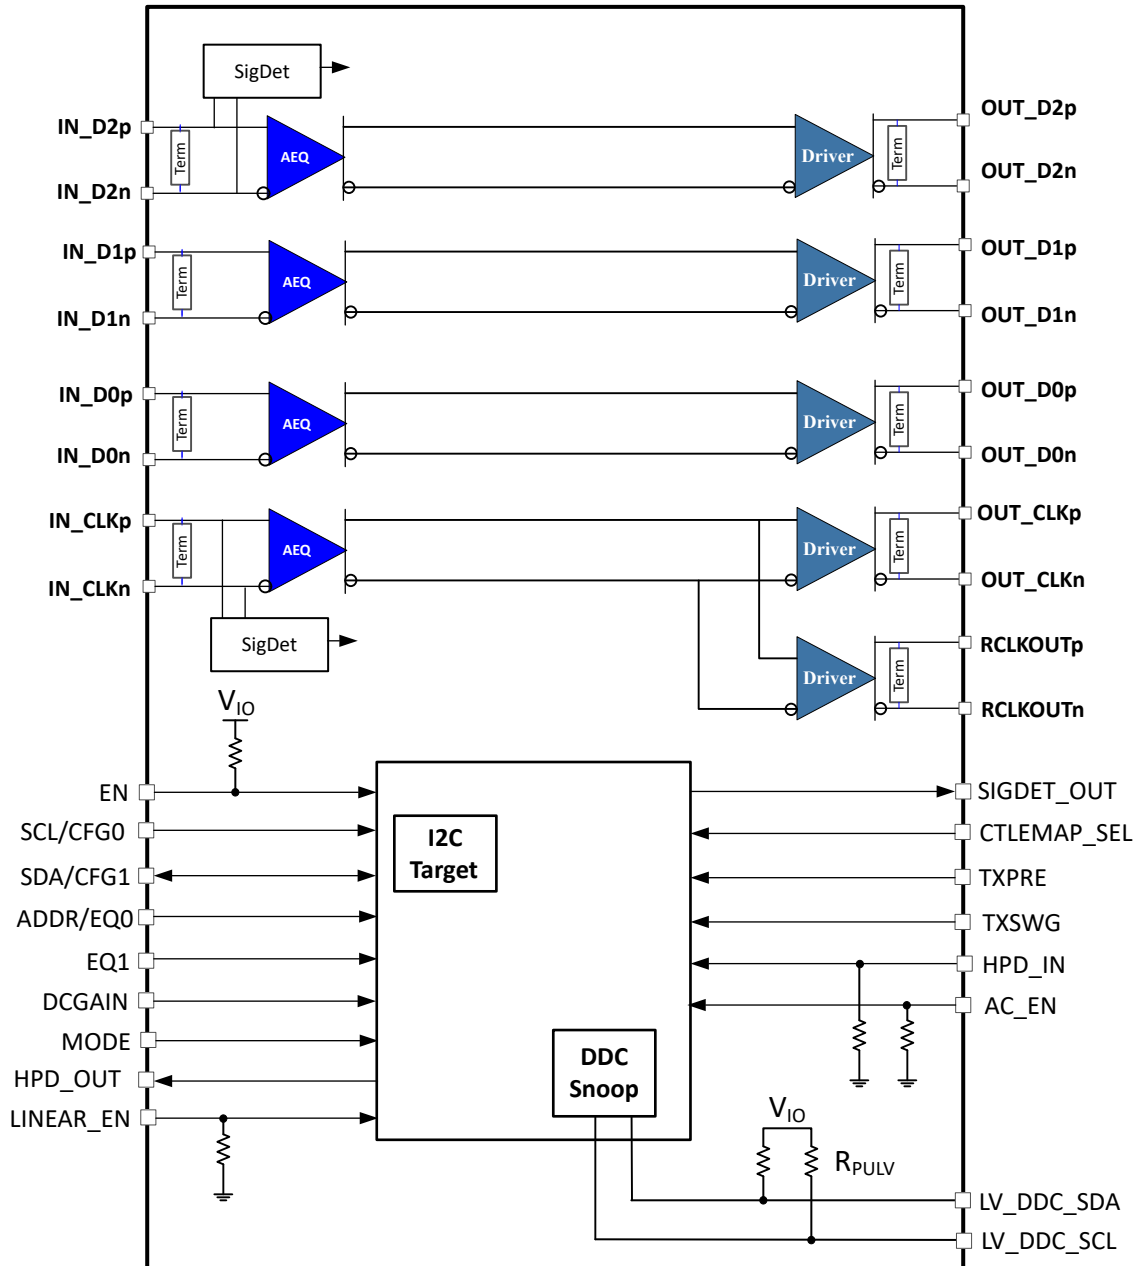 SigDet
IN_D2p
Term
IN_D2n
AEQ
Driver
Term
OUT_D2p
OUT_D2n
IN_D1p
Term
IN_D1n
AEQ
Driver
Term
OUT_D1p
OUT_D1n
IN_D0p
Term
IN_D0n
AEQ
Driver
Term
OUT_D0p
OUT_D0n
IN_CLKp
Term
IN_CLKn
AEQ
SigDet
Driver
Term
OUT_CLKp
OUT_CLKn
Driver
Term
RCLKOUTp
RCLKOUTn
VIO
EN
SCL/CFG0
SDA/CFG1
ADDR/EQ0
EQ1
DCGAIN
MODE
HPD_OUT
LINEAR_EN
I2C
Target
DDC
Snoop
SIGDET_OUT
CTLEMAP_SEL
TXPRE
TXSWG
HPD_IN
AC_EN
VIO
RPULV
LV_DDC_SDA
LV_DDC_SCL